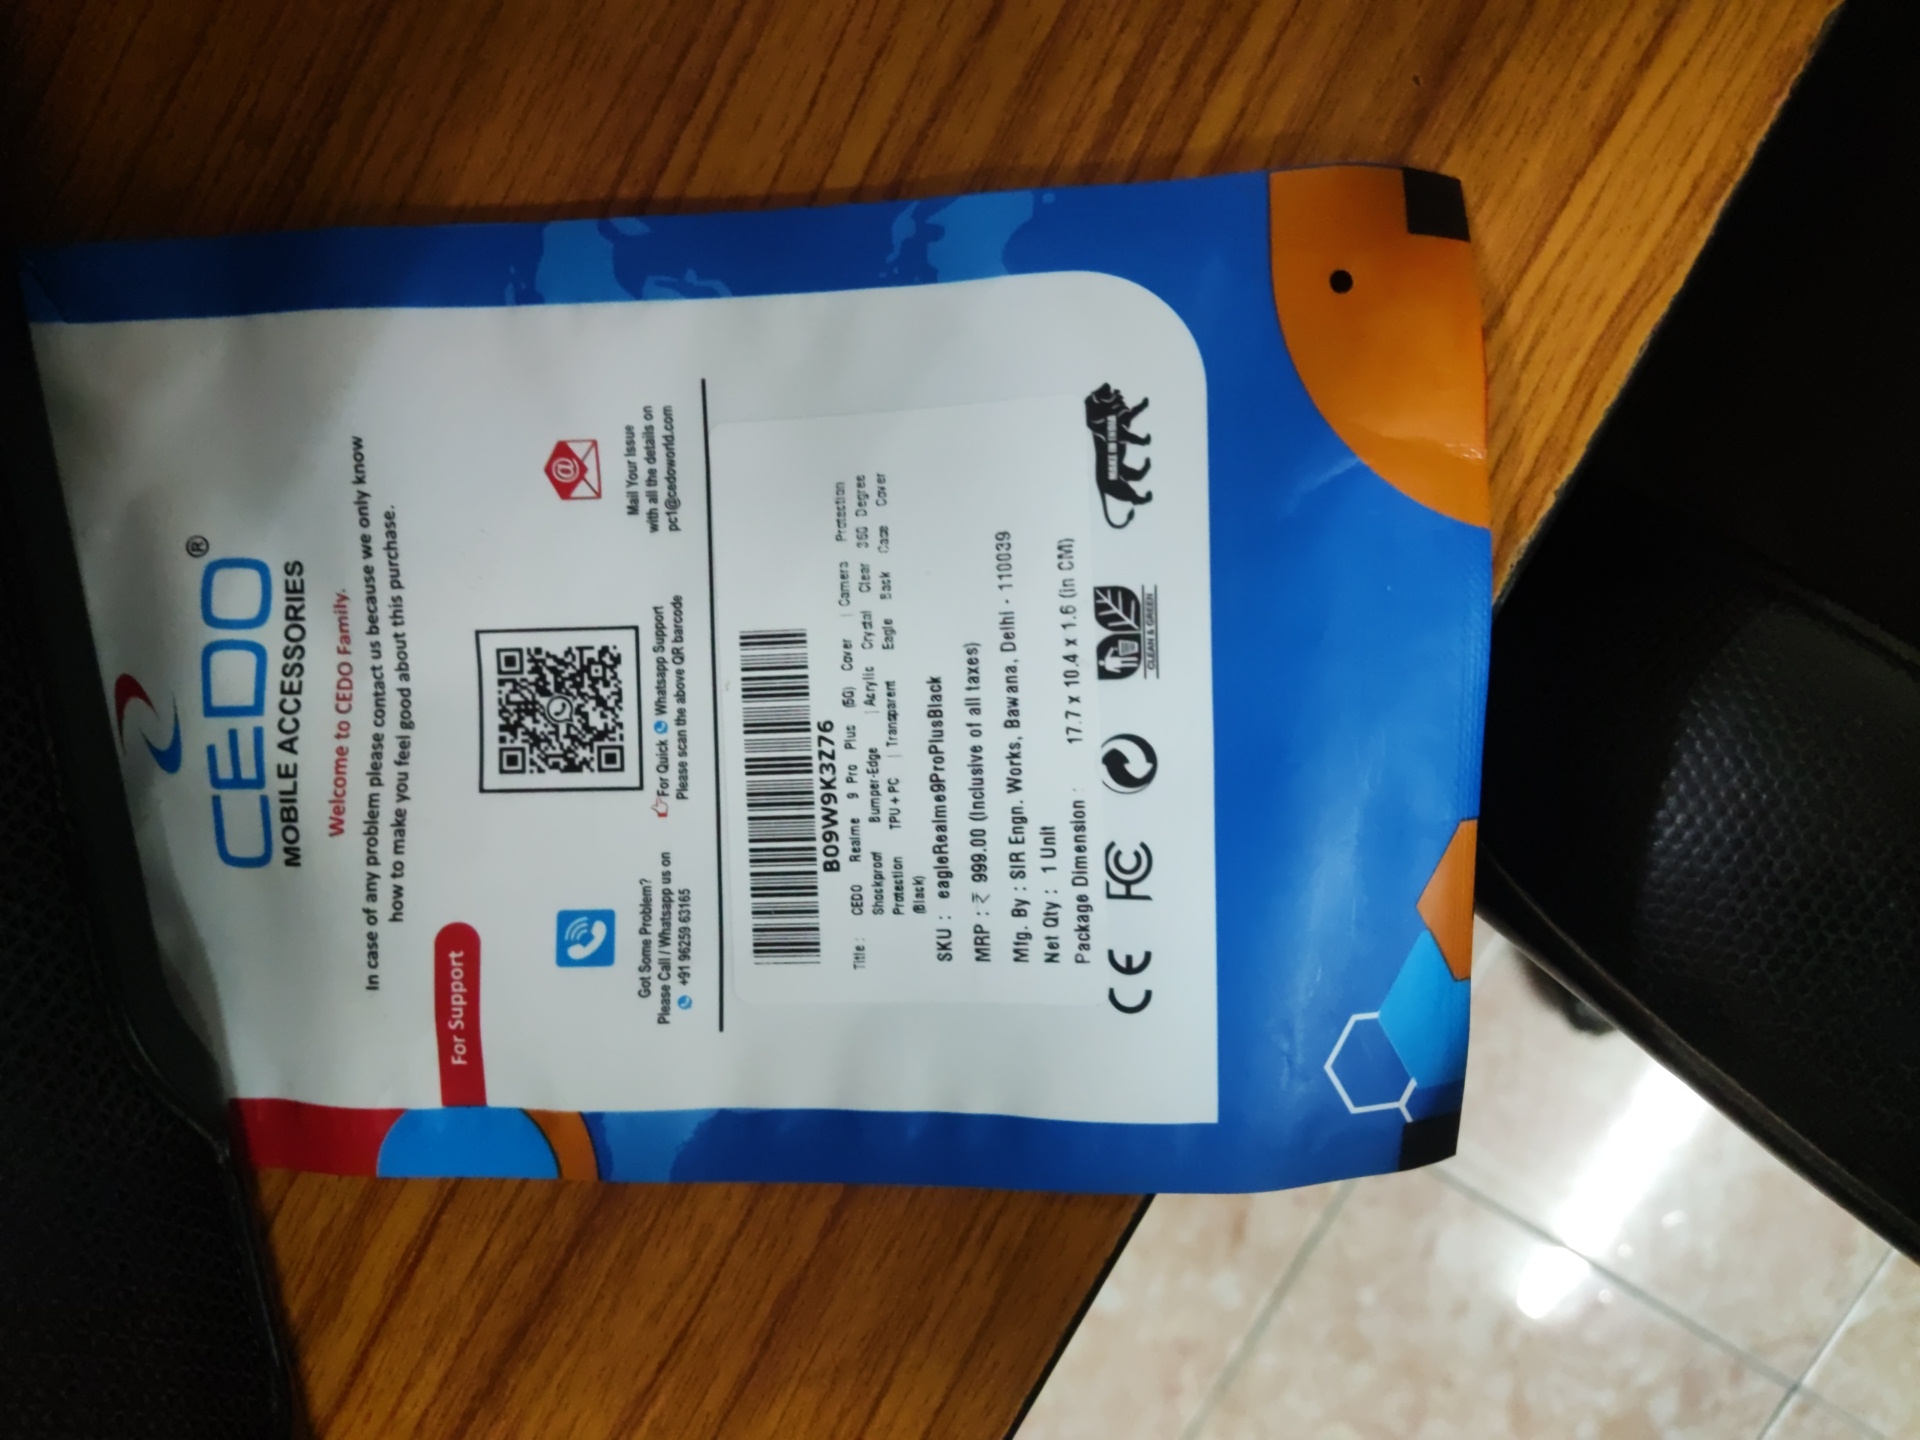 CEDO®
MOBILE ACCESSORIES
Welcome to CEDO Family.
In case of any problem please contact us because we only know
how to make you feel good about this purchase.
For Support
Got Some Problem?
Please Call / Whatsapp us on
+91 96259 63165
For Quick Whatsapp Support
Please scan the above QR barcode
@
Mail Your Issue
with all the details on
pc1@cedoworld.com
B09W9K3Z76
Title : CEDO Realme 9 Pro Plus (5G) Cover | Camera Protection
Shockproof Bumper-Edge | Acrylic Crystal Clear 360 Degree
Protection TPU + PC | Transparent Eagle Back Case Cover
(Black)
SKU : eagleRealme9ProPlusBlack
MRP : ₹ 999.00 (Inclusive of all taxes)
Mfg. By : SIR Engn. Works, Bawana, Delhi - 110039
Net Qty : 1 Unit
Package Dimension : 17.7 x 10.4 x 1.6 (in CM)
CE FC
CLEAN & GREEN
MAKE IN INDIA